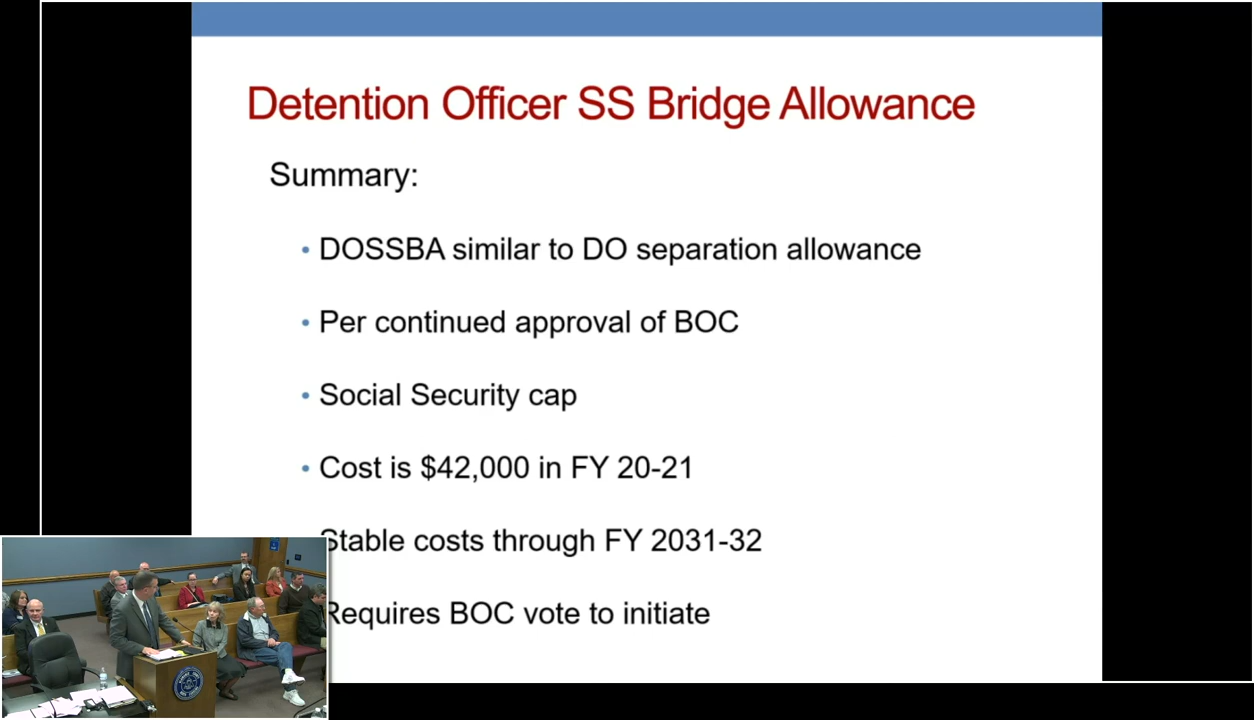 Detention Officer SS Bridge Allowance
Summary:
• DOSSBA similar to DO separation allowance
• Per continued approval of BOC
• Social Security cap
• Cost is $42,000 in FY 20-21
Stable costs through FY 2031-32
Requires BOC vote to initiate